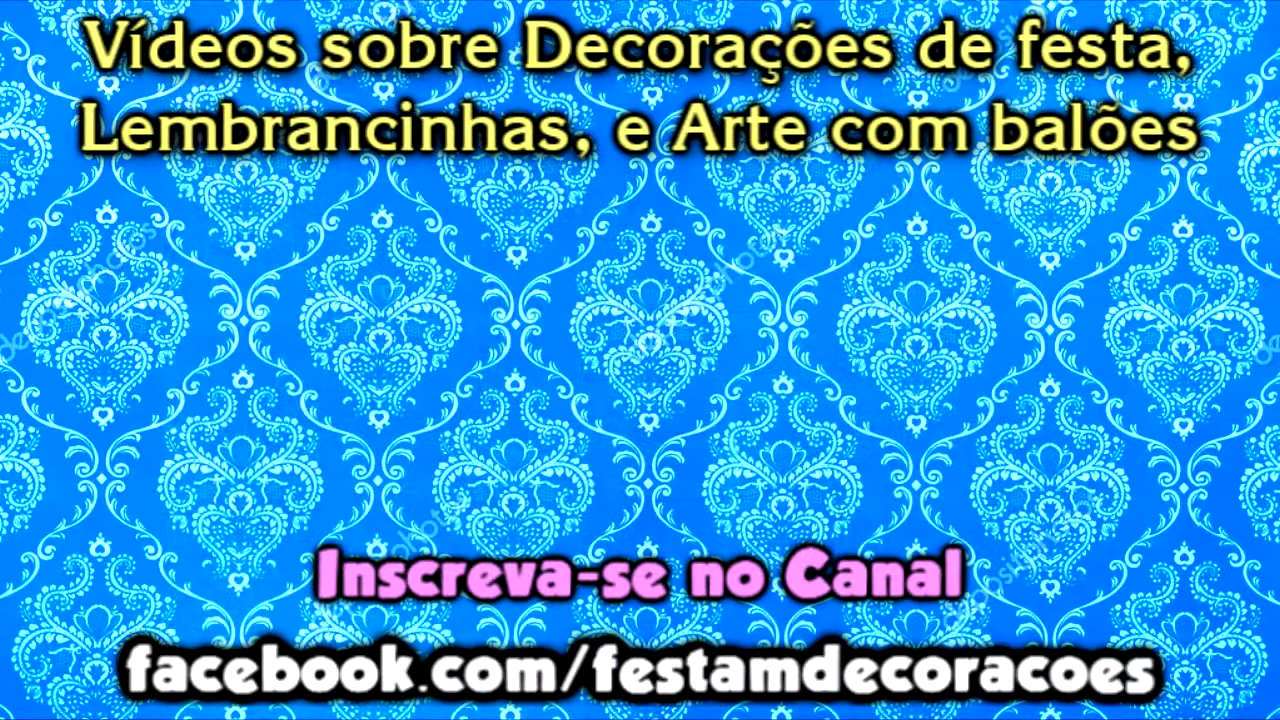 Vídeos sobre Decorações de festa,
Lembrancinhas, e Arte com balões
Inscreva-se no Canal
facebook.com/festamdecoracoes